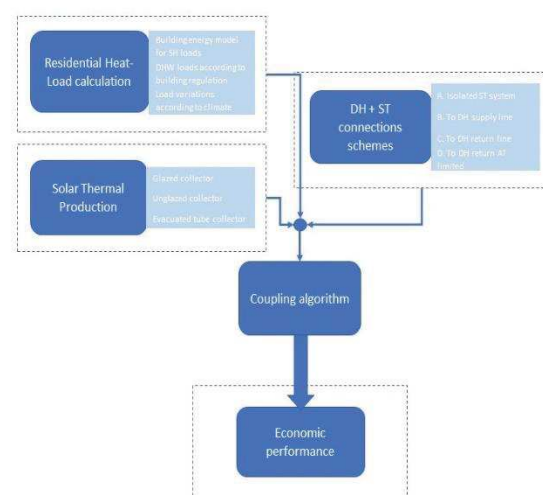 Residential Heat-
Load calculation
Building energy model
for SH loads
DHW loads according to
building regulation
Load variations
according to climate
DH + ST
connections
schemes
A. Isolated ST system
B. To DH supply line
C. To DH return line
D. To DH return ΔT
limited
Solar Thermal
Production
Glazed collector
Unglazed collector
Evacuated tube collector
Coupling algorithm
Economic
performance